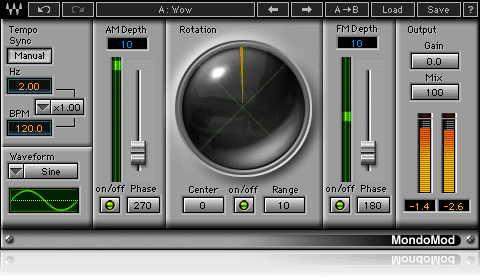 A: Wow
A→B
Load
Save
?
Tempo
Sync
Manual
Hz
2.00
x1.00
BPM
120.0
Waveform
Sine
AM Depth
10
on/off Phase
270
Rotation
Center on/off Range
0 10
FM Depth
10
on/off Phase
180
Output
Gain
0.0
Mix
100
-1.4 -2.6
MondoMod